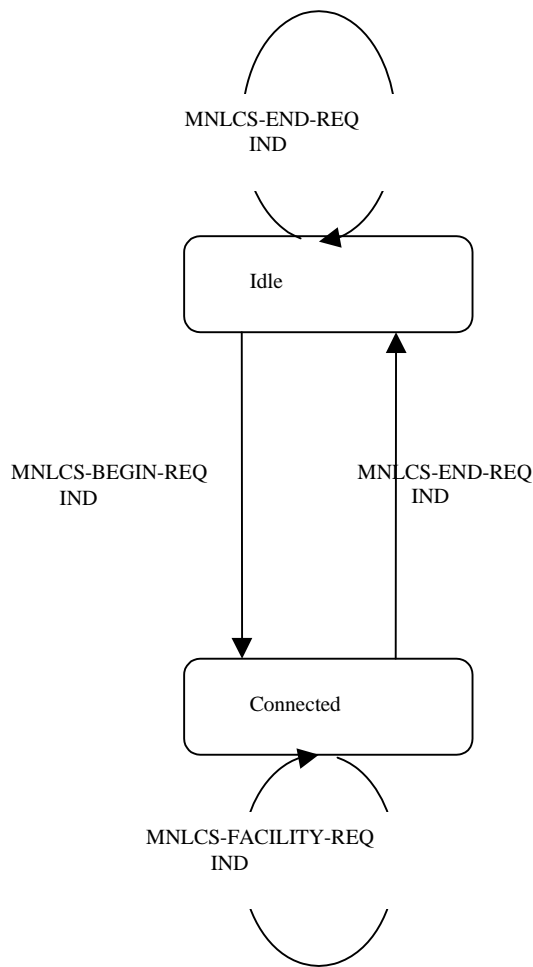 MNLCS-END-REQ
IND
Idle
MNLCS-BEGIN-REQ
IND
MNLCS-END-REQ
IND
Connected
MNLCS-FACILITY-REQ
IND